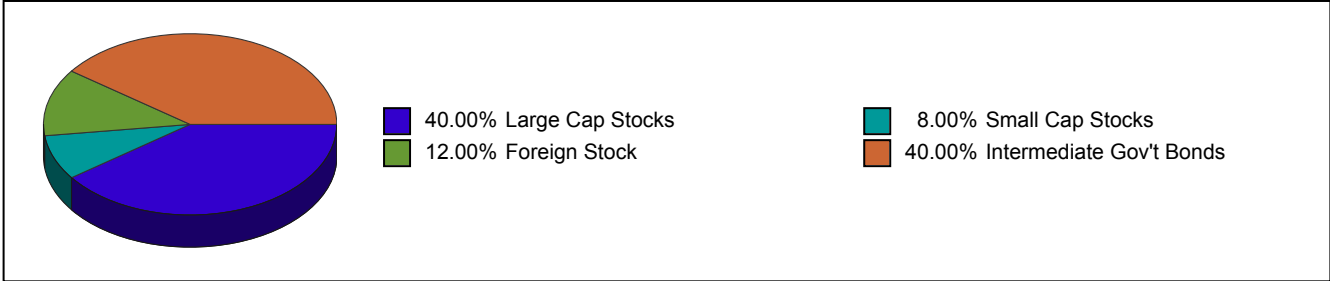 40.00% Large Cap Stocks
8.00% Small Cap Stocks
12.00% Foreign Stock
40.00% Intermediate Gov't Bonds